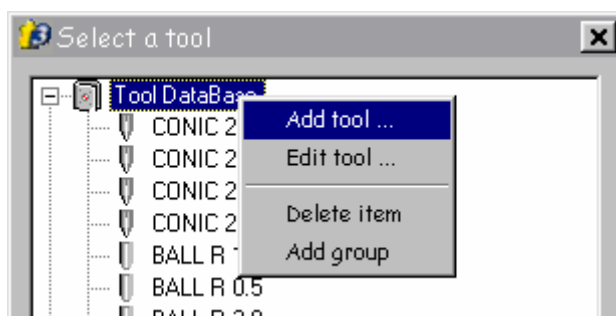 Select a tool
Tool DataBase
CONIC 2
CONIC 2
CONIC 2
CONIC 2
BALL R
BALL R 0.5
BALL R
Add tool ...
Edit tool ...
Delete item
Add group